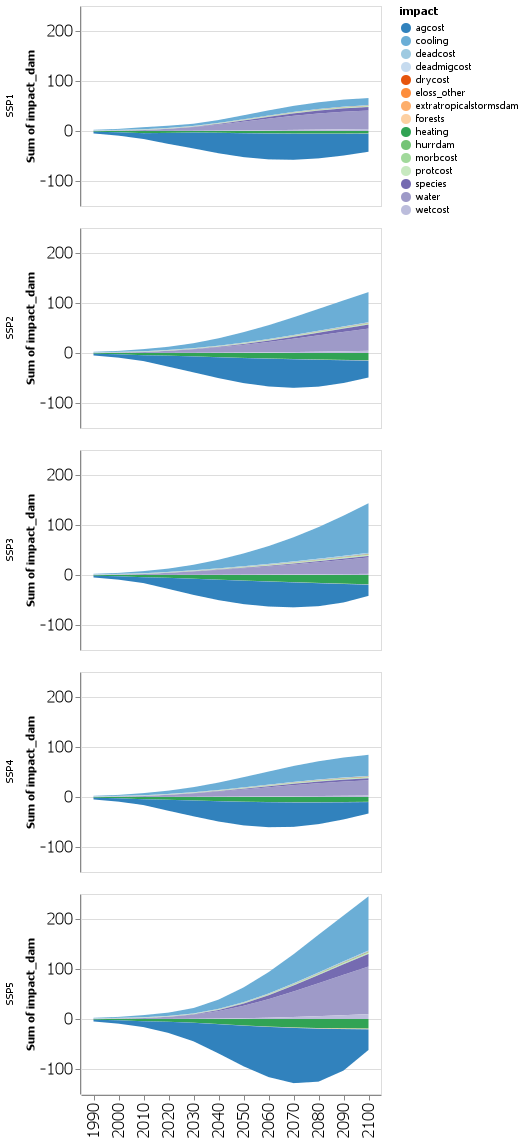 impact
agcost
cooling
deadcost
deadmigcost
drycost
eloss_other
extratropicalstormsdam
forests
heating
hurrdam
morbcost
protcost
species
water
wetcost
SSP1
Sum of impact_dam
200
100
0
-100
SSP2
Sum of impact_dam
200
100
0
-100
SSP3
Sum of impact_dam
200
100
0
-100
SSP4
Sum of impact_dam
200
100
0
-100
SSP5
Sum of impact_dam
200
100
0
-100
1990
2000
2010
2020
2030
2040
2050
2060
2070
2080
2090
2100